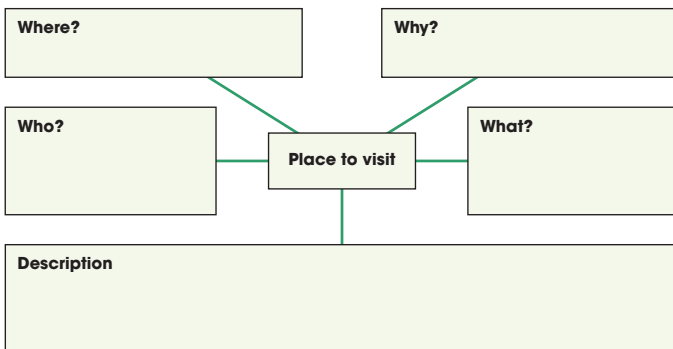 Where?
Why?
Who?
Place to visit
What?
Description